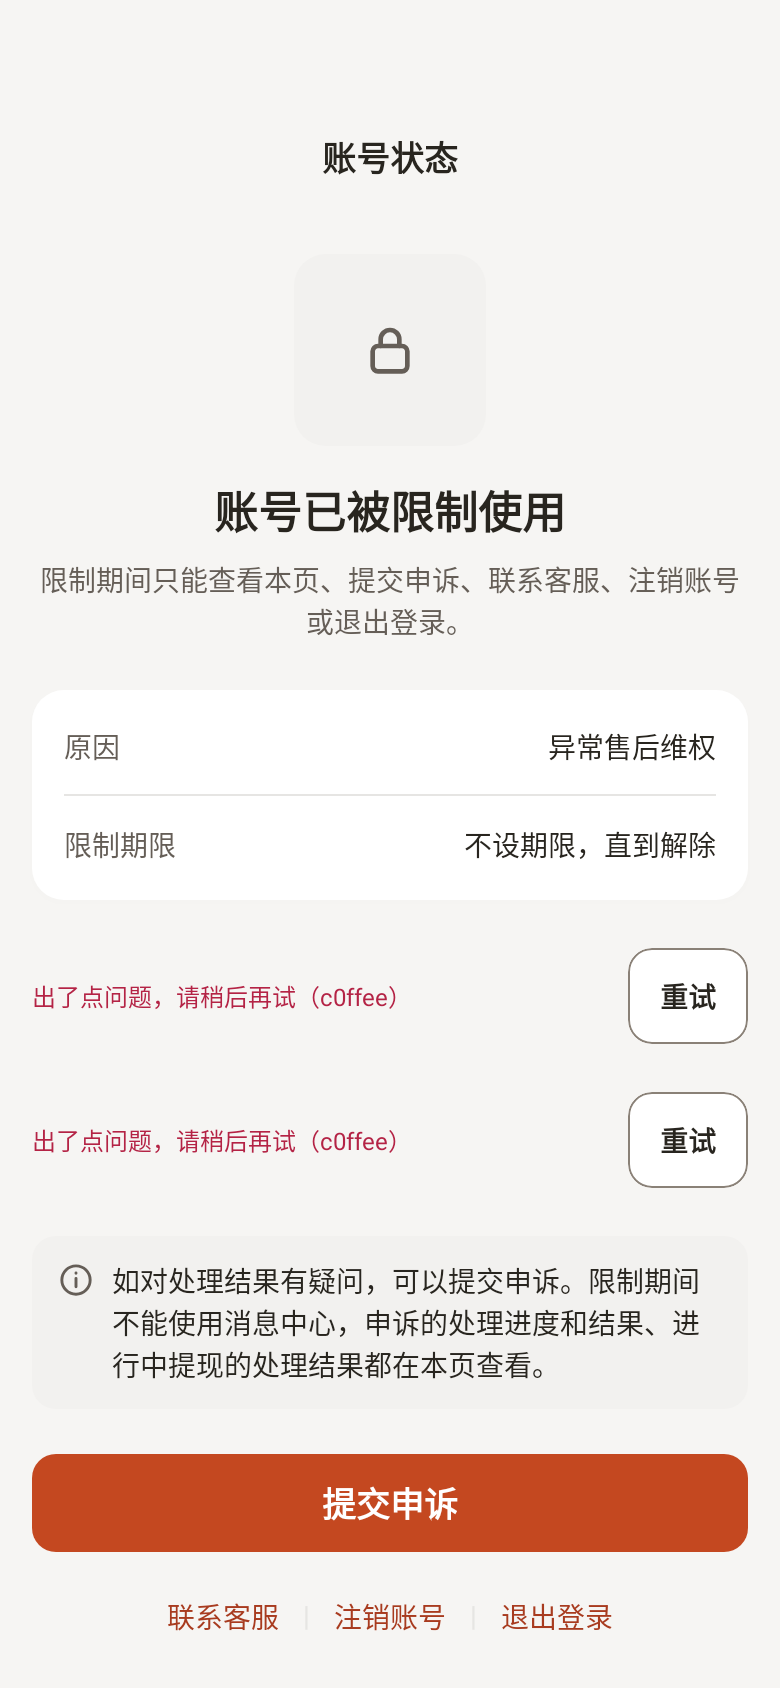 账号状态
账号已被限制使用
限制期间只能查看本页、提交申诉、联系客服、注销账号
或退出登录。
原因 异常售后维权
限制期限 不设期限，直到解除
出了点问题，请稍后再试（c0ffee） 重试
出了点问题，请稍后再试（c0ffee） 重试
如对处理结果有疑问，可以提交申诉。限制期间
不能使用消息中心，申诉的处理进度和结果、进
行中提现的处理结果都在本页查看。
提交申诉
联系客服 注销账号 退出登录